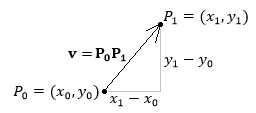 P₁ = (x₁, y₁)
v = P₀P₁
y₁ − y₀
P₀ = (x₀, y₀)
x₁ − x₀